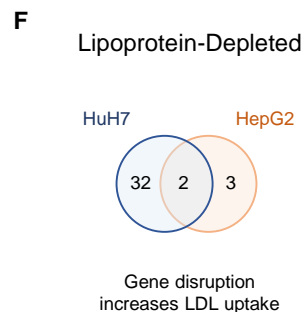 F
Lipoprotein-Depleted
HuH7 HepG2
32 2 3
Gene disruption
increases LDL uptake